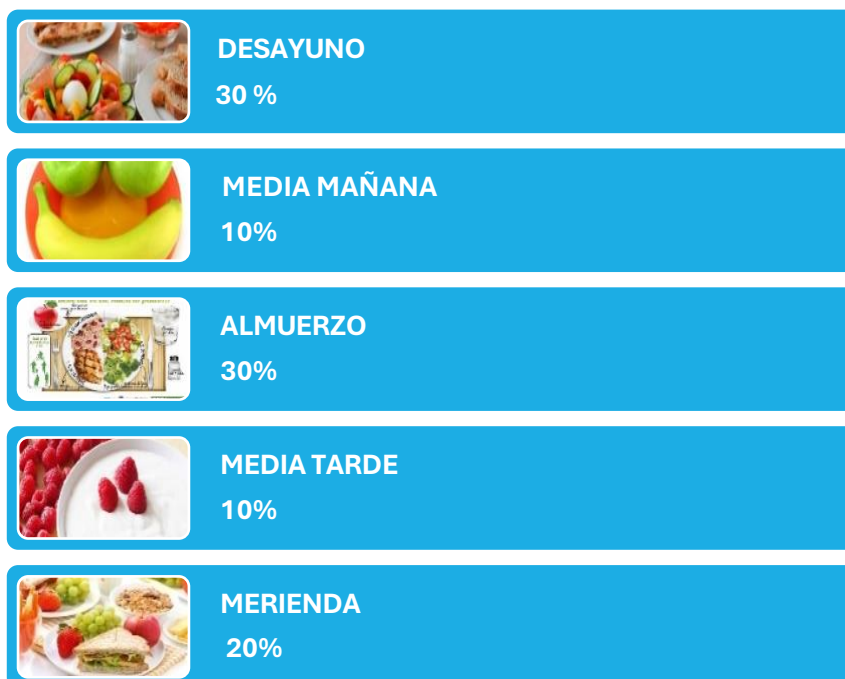 DESAYUNO
30 %
MEDIA MAÑANA
10%
ALMUERZO
30%
MEDIA TARDE
10%
MERIENDA
20%